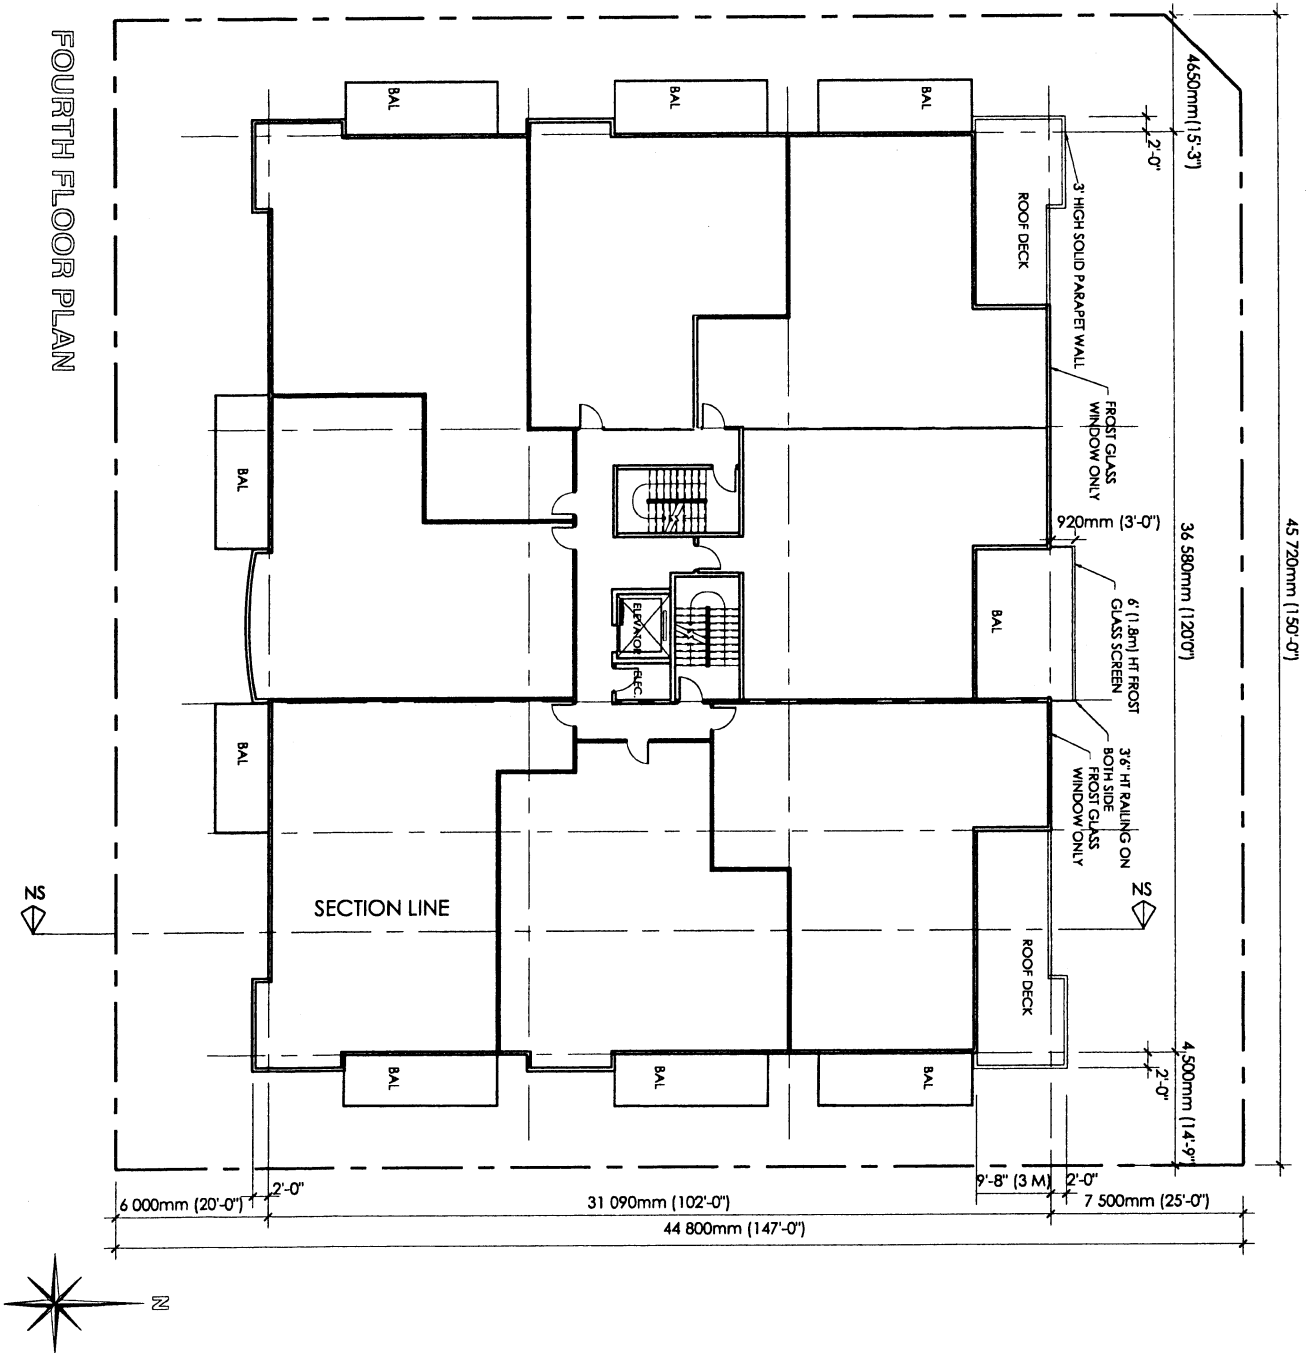 FOURTH FLOOR PLAN
BAL
BAL
BAL
4650mm(15'-3")
2'-0"
3' HIGH SOLID PARAPET WALL
ROOF DECK
FROST GLASS
WINDOW ONLY
BAL
920mm (3'-0")
36 580mm (120'0")
45 720mm (150'-0")
6' (1.8m) HT FROST
GLASS SCREEN
BAL
ELEVATOR
ELEC.
BAL
3'6" HT RAILING ON
BOTH SIDE
FROST GLASS
WINDOW ONLY
NS
NS
SECTION LINE
ROOF DECK
BAL
BAL
BAL
4,500mm (14'-9")
2'-0"
9'-8" (3 M)
2'-0"
2'-0"
6 000mm (20'-0")
31 090mm (102'-0")
7 500mm (25'-0")
44 800mm (147'-0")
N